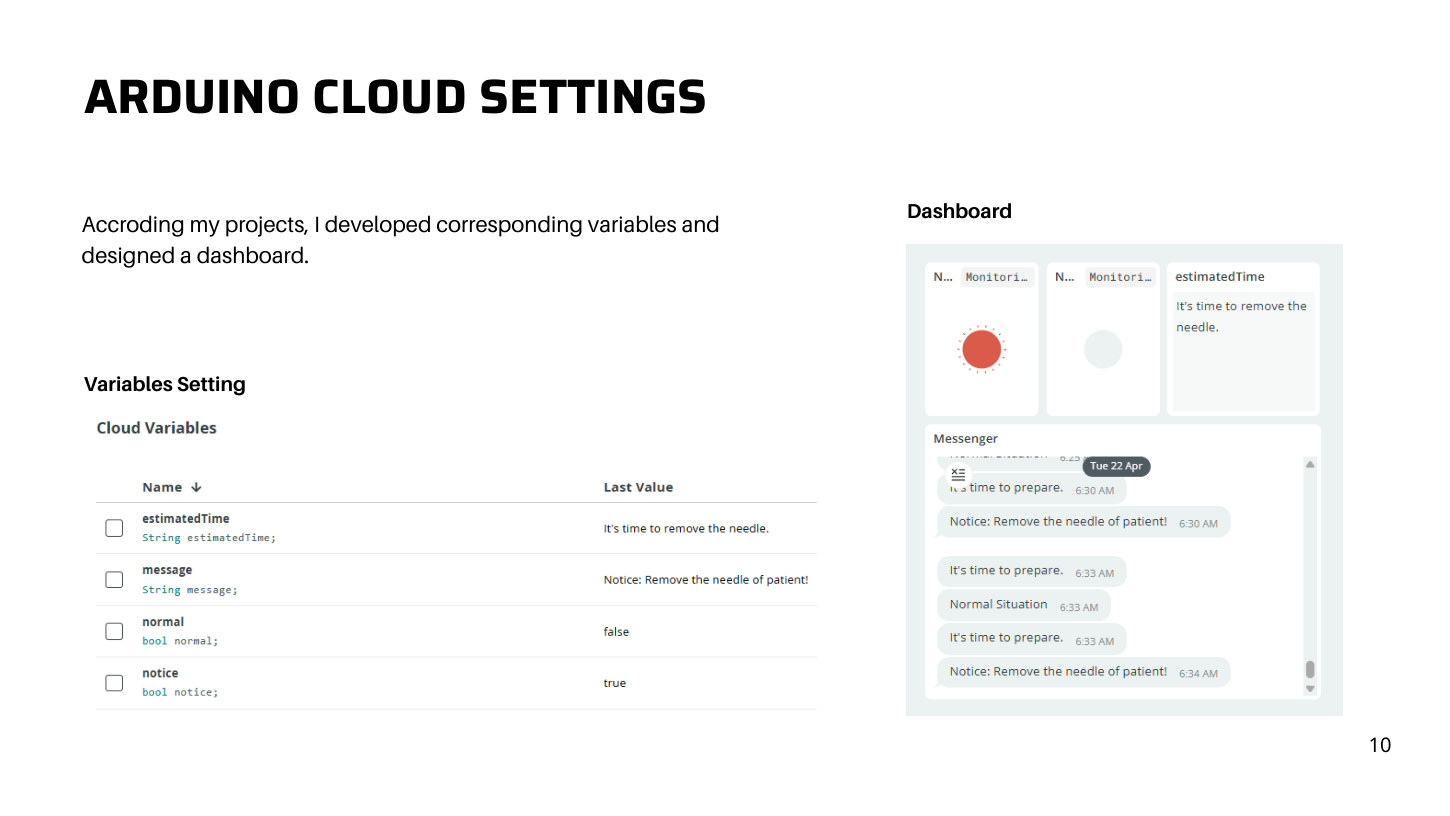 ARDUINO CLOUD SETTINGS
Accroding my projects, I developed corresponding variables and
designed a dashboard.
Variables Setting
Cloud Variables
Name ↓ Last Value
estimatedTime
String estimatedTime;
It's time to remove the needle.
message
String message;
Notice: Remove the needle of patient!
normal
bool normal;
false
notice
bool notice;
true
Dashboard
N... Monitori…
N... Monitori…
estimatedTime
It's time to remove the
needle.
Messenger
Tue 22 Apr
time to prepare. 6:30 AM
Notice: Remove the needle of patient! 6:30 AM
It's time to prepare. 6:33 AM
Normal Situation 6:33 AM
It's time to prepare. 6:33 AM
Notice: Remove the needle of patient! 6:34 AM
10